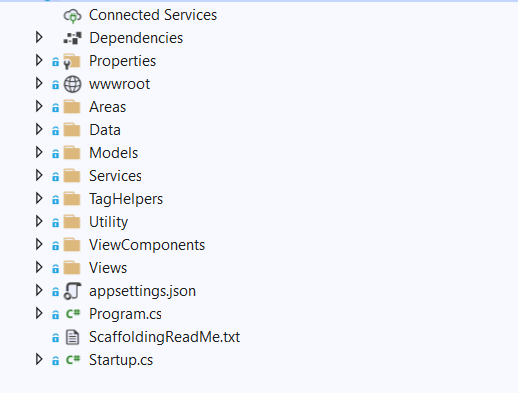 Connected Services
Dependencies
Properties
wwwroot
Areas
Data
Models
Services
TagHelpers
Utility
ViewComponents
Views
appsettings.json
C# Program.cs
ScaffoldingReadMe.txt
C# Startup.cs